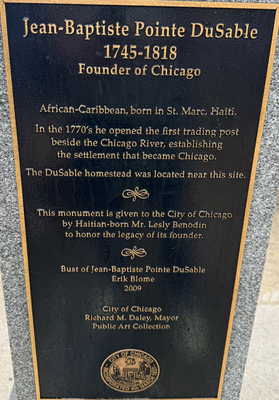 Jean-Baptiste Pointe DuSable
1745-1818
Founder of Chicago
African-Caribbean, born in St. Marc, Haiti.
In the 1770's he opened the first trading post
beside the Chicago River, establishing
the settlement that became Chicago.
The DuSable homestead was located near this site.
This monument is given to the City of Chicago
by Haitian-born Mr. Lesly Benodin
to honor the legacy of its founder.
Bust of Jean-Baptiste Pointe DuSable
Erik Blome
2009
City of Chicago
Richard M. Daley, Mayor
Public Art Collection
CITY OF CHICAGO